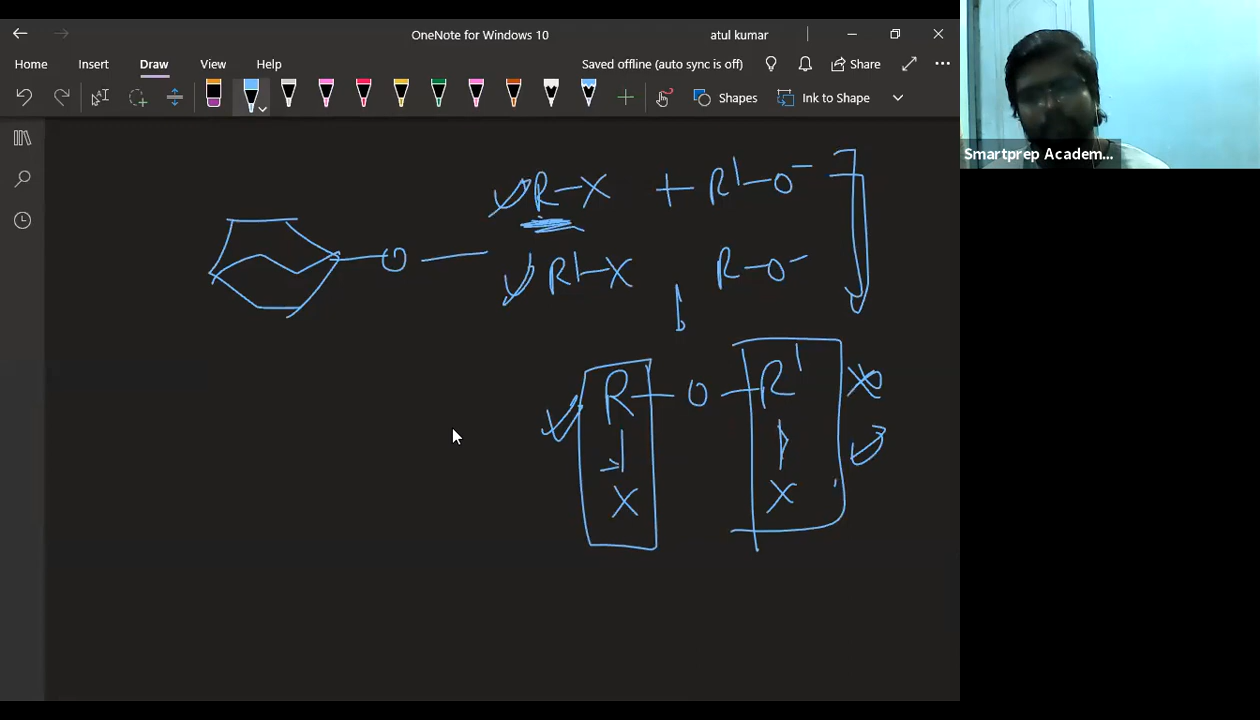 OneNote for Windows 10
atul kumar
Home Insert Draw View Help
Saved offline (auto sync is off)
Share
Shapes
Ink to Shape
Smartprep Academ...
R-X + R'-O⁻
O
R'-X R-O⁻
R-O-R'
X X